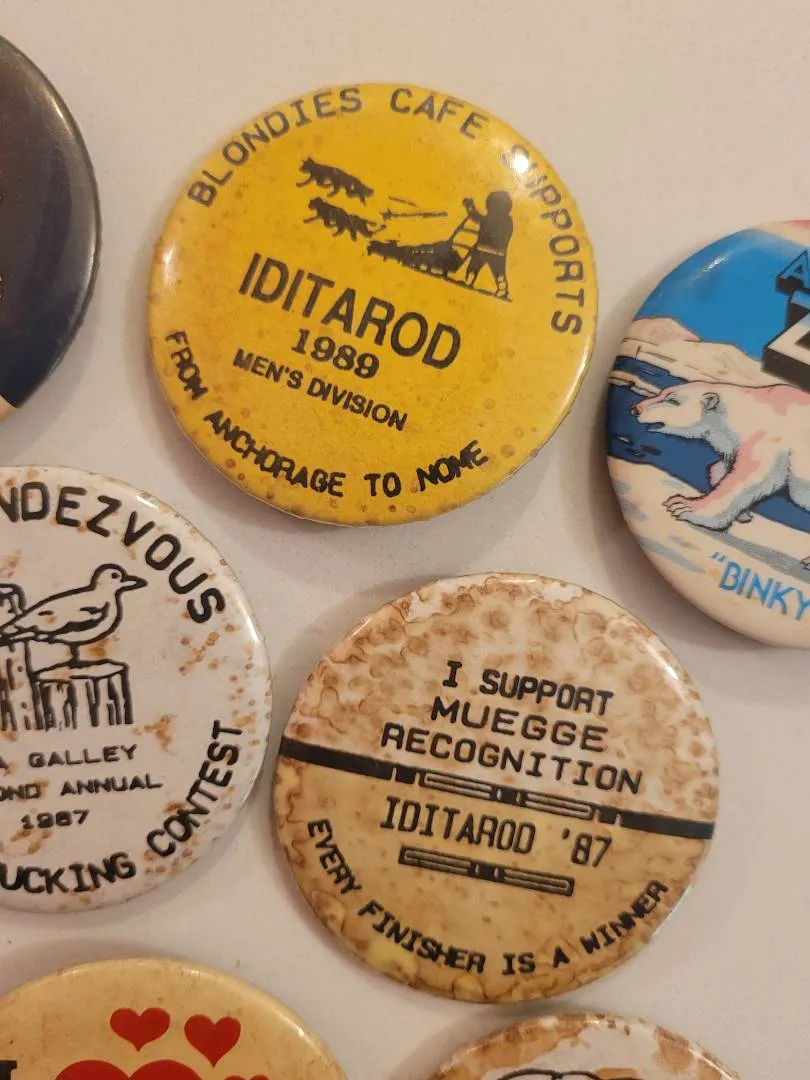 BLONDIES CAFE SUPPORTS
IDITAROD
1989
MEN'S DIVISION
FROM ANCHORAGE TO NOME
"BINKY
NDEZVOUS
A GALLEY
OND ANNUAL
1987
UCKING CONTEST
I SUPPORT
MUEGGE
RECOGNITION
IDITAROD '87
EVERY FINISHER IS A WINNER